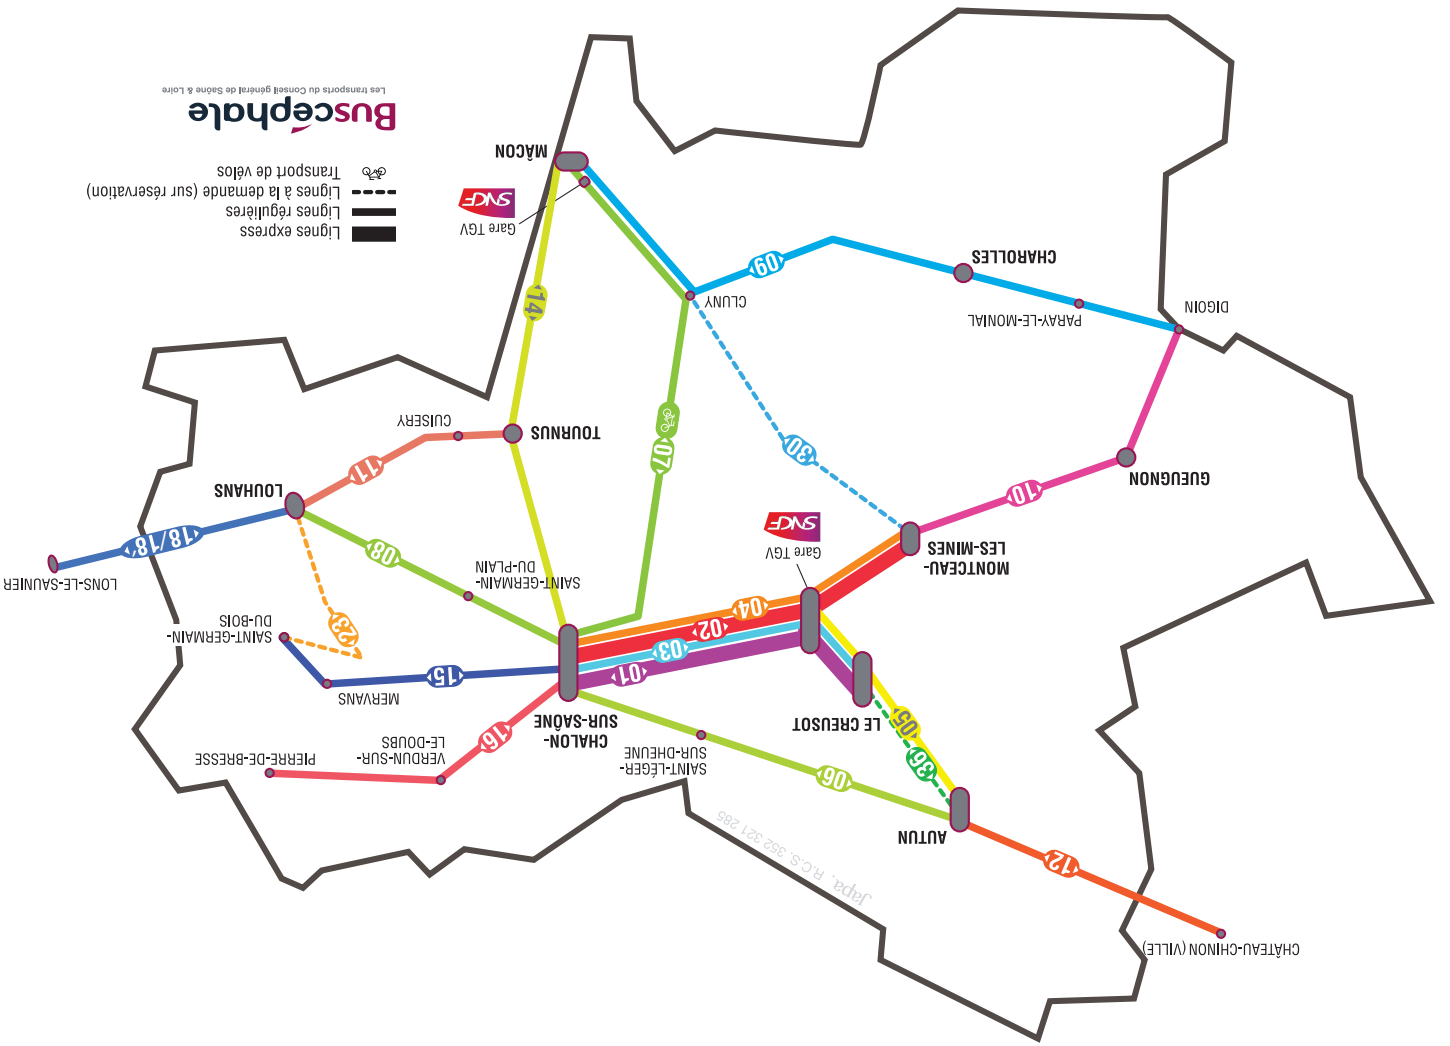 CHÂTEAU-CHINON (VILLE)
12
Japa. R.C.S. 352 321 285
AUTUN
36
05
06
SAINT-LÉGER-
SUR-DHEUNE
LE CREUSOT
PIERRE-DE-BRESSE
VERDUN-SUR-
LE-DOUBS
16
CHALON-
SUR-SAÔNE
MERVANS
15
01
03
02
04
SAINT-GERMAIN-
DU-BOIS
23
LONS-LE-SAUNIER
18/18
SAINT-GERMAIN-
DU-PLAIN
08
LOUHANS
11
CUISERY
TOURNUS
Gare TGV
SNCF
MONTCEAU-
LES-MINES
10
GUEUGNON
30
07
DIGOIN
PARAY-LE-MONIAL
CHAROLLES
09
CLUNY
14
Gare TGV
SNCF
MÂCON
Lignes express
Lignes régulières
Lignes à la demande (sur réservation)
Transport de vélos
Buscéphale
Les transports du Conseil général de Saône & Loire